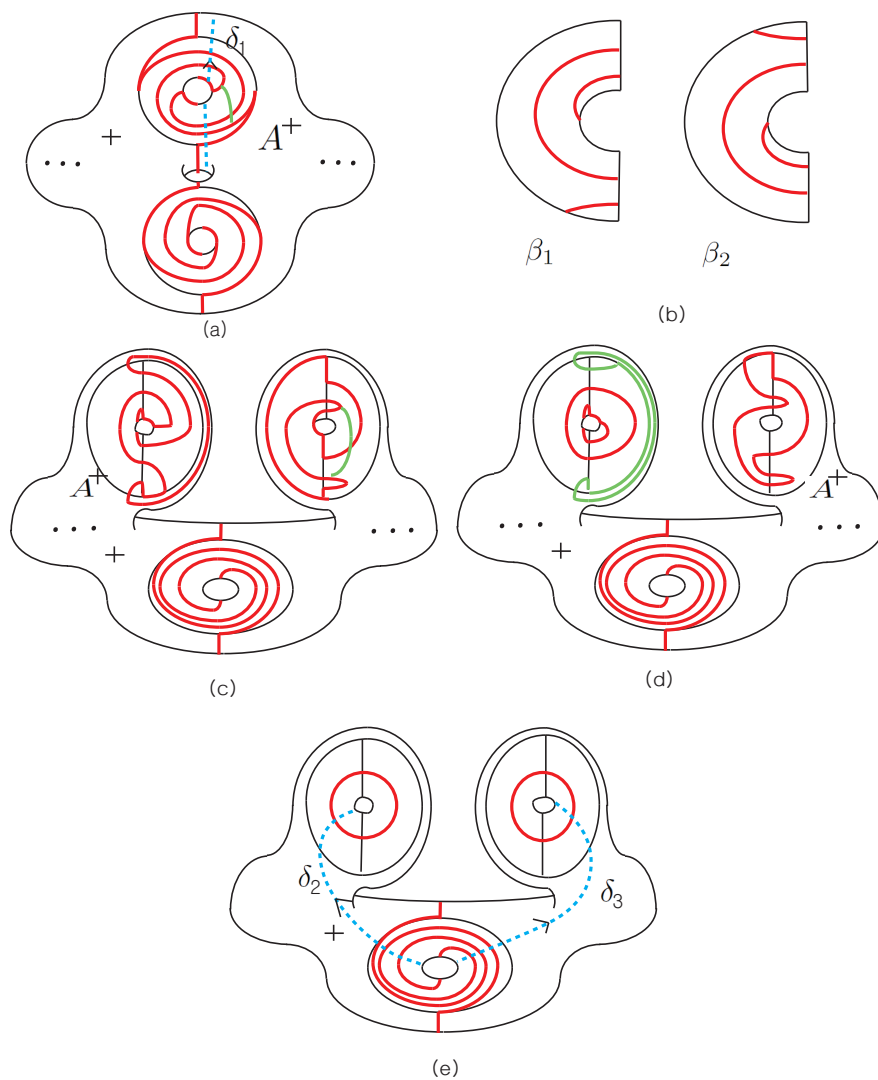 δ₁
+ A⁺
··· ···
(a)
β₁ β₂
(b)
A⁺
··· ···
+
(c)
A⁺
··· ···
+
(d)
δ₂ δ₃
+
(e)